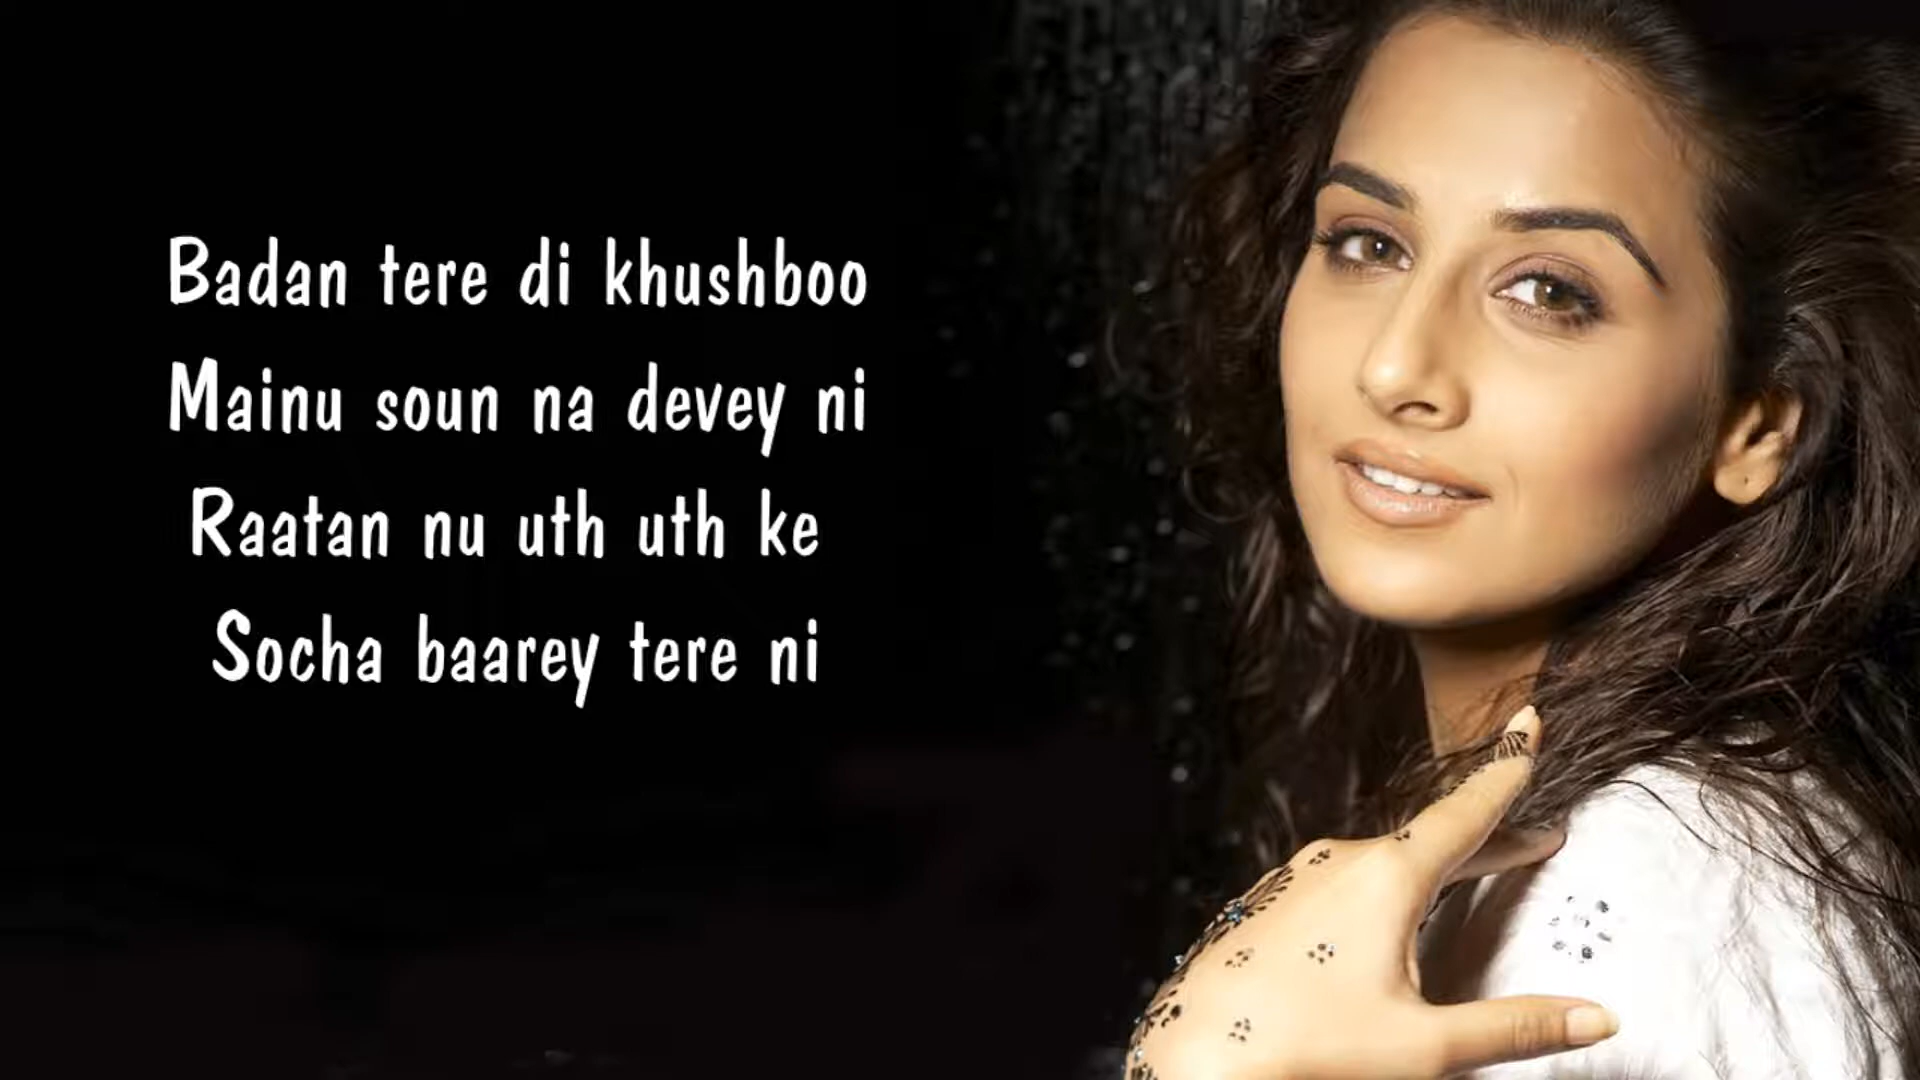 Badan tere di khushboo
Mainu soun na devey ni
Raatan nu uth uth ke
Socha baarey tere ni